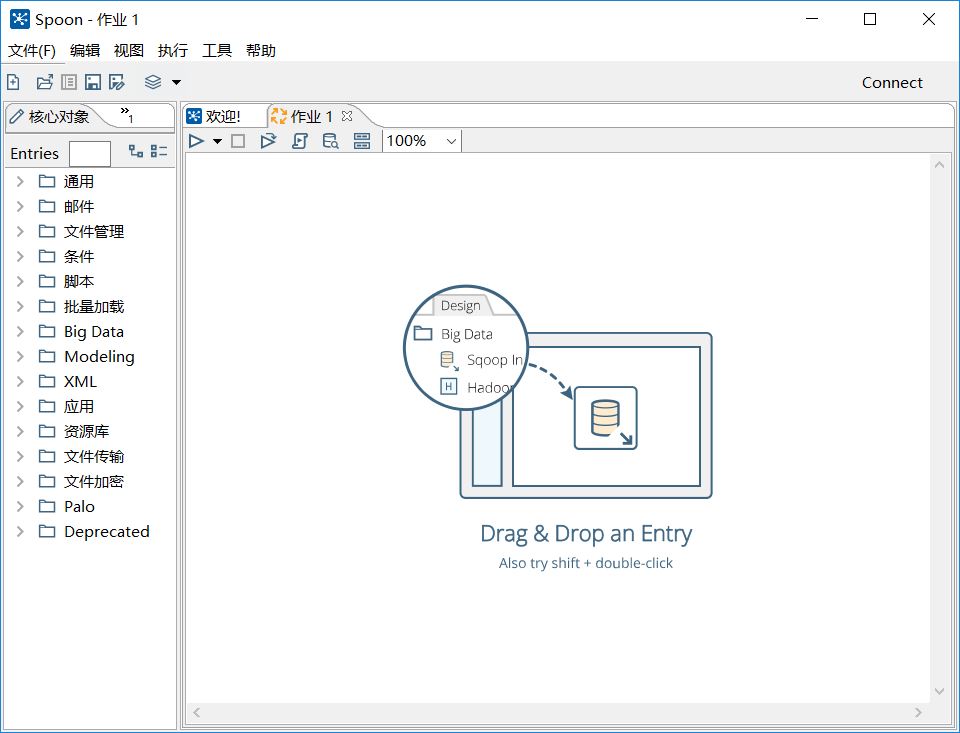 Spoon - 作业 1
文件(F) 编辑 视图 执行 工具 帮助
Connect
核心对象 »1
欢迎! 作业 1
100%
Entries
通用
邮件
文件管理
条件
脚本
批量加载
Big Data
Modeling
XML
应用
资源库
文件传输
文件加密
Palo
Deprecated
Design
Big Data
Sqoop In
H Hadoop
Drag & Drop an Entry
Also try shift + double-click